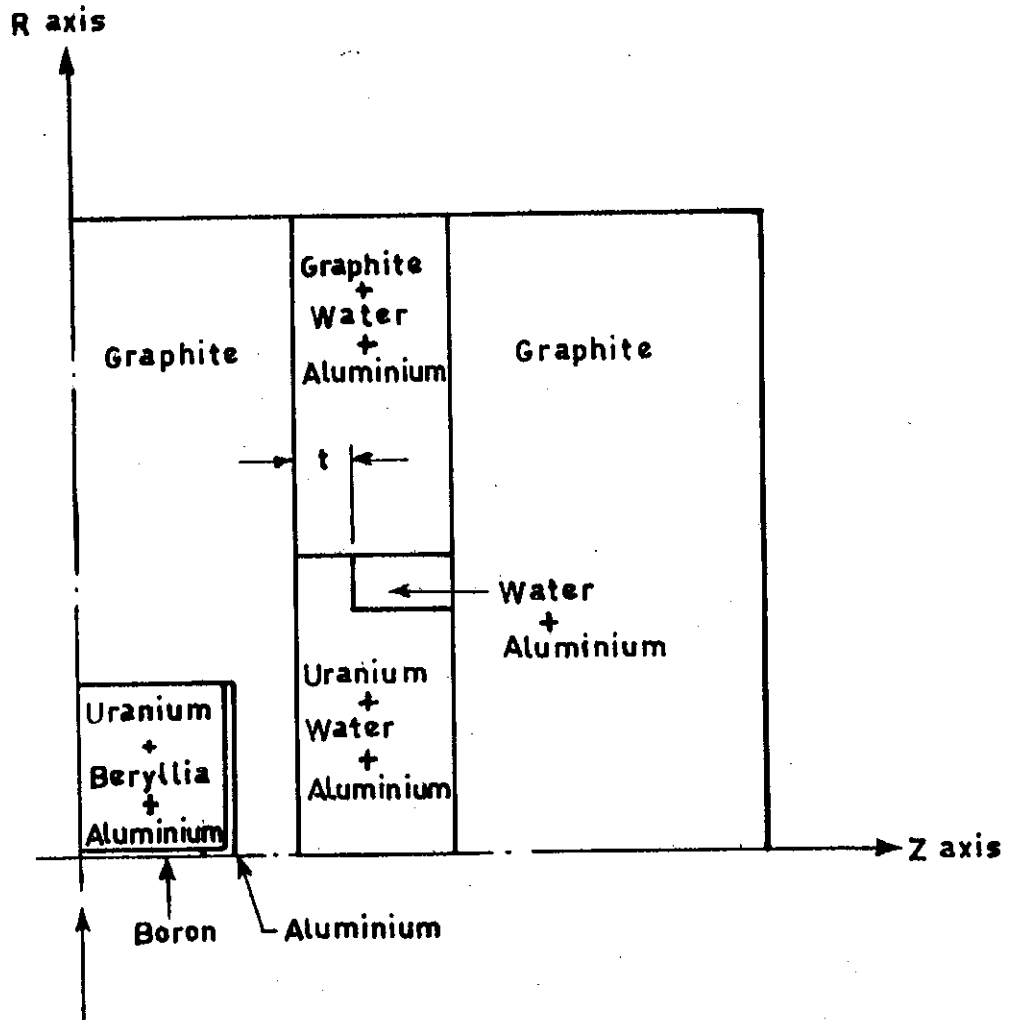 R axis
Graphite
+
Water
+
Aluminium
Graphite
Graphite
t
Water
+
Aluminium
Uranium
+
Water
+
Aluminium
Uranium
+
Beryllia
+
Aluminium
Z axis
Boron
Aluminium